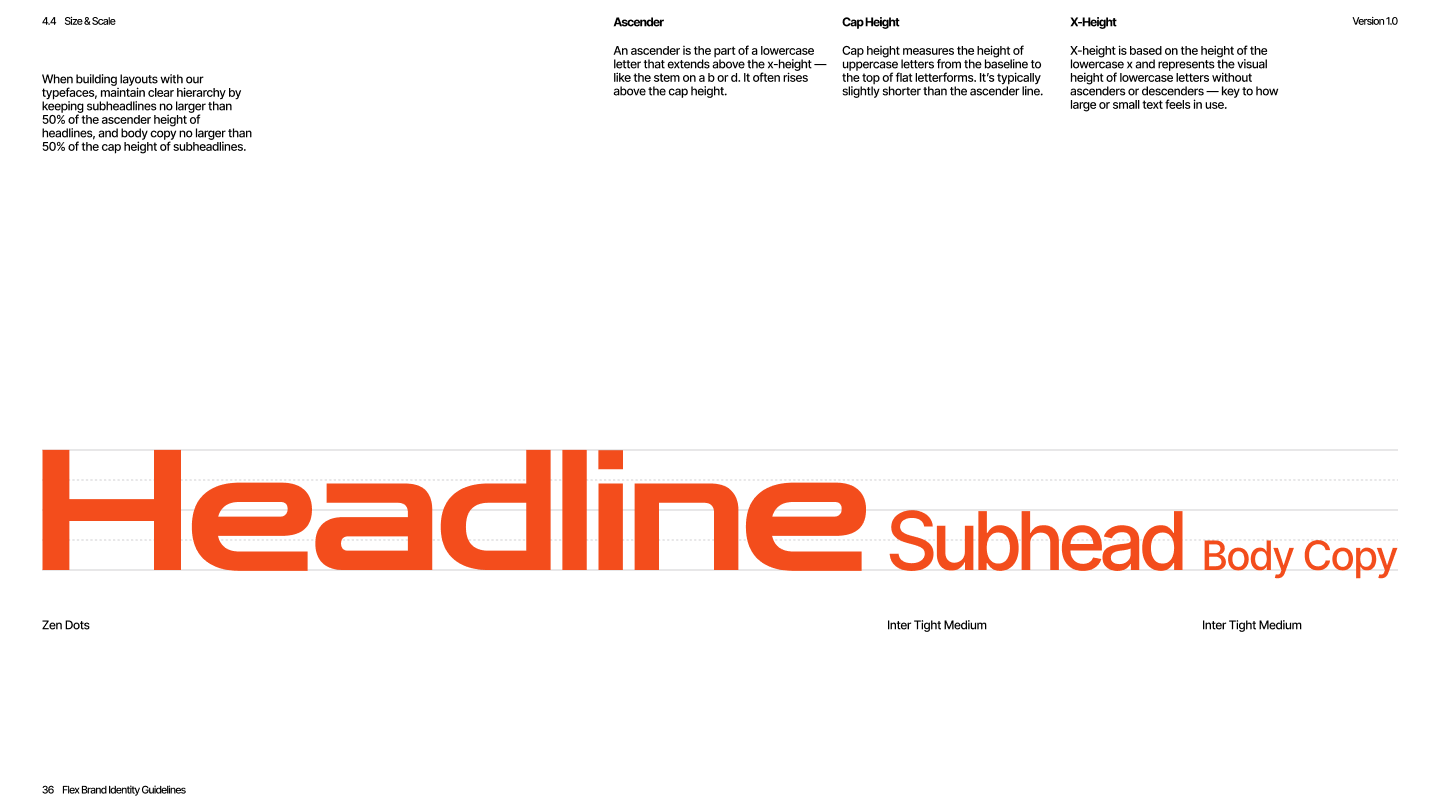 4.4 Size & Scale
When building layouts with our
typefaces, maintain clear hierarchy by
keeping subheadlines no larger than
50% of the ascender height of
headlines, and body copy no larger than
50% of the cap height of subheadlines.
Ascender
An ascender is the part of a lowercase
letter that extends above the x-height —
like the stem on a b or d. It often rises
above the cap height.
Cap Height
Cap height measures the height of
uppercase letters from the baseline to
the top of flat letterforms. It’s typically
slightly shorter than the ascender line.
X-Height
X-height is based on the height of the
lowercase x and represents the visual
height of lowercase letters without
ascenders or descenders — key to how
large or small text feels in use.
Version 1.0
Headline Subhead Body Copy
Zen Dots Inter Tight Medium Inter Tight Medium
36 Flex Brand Identity Guidelines